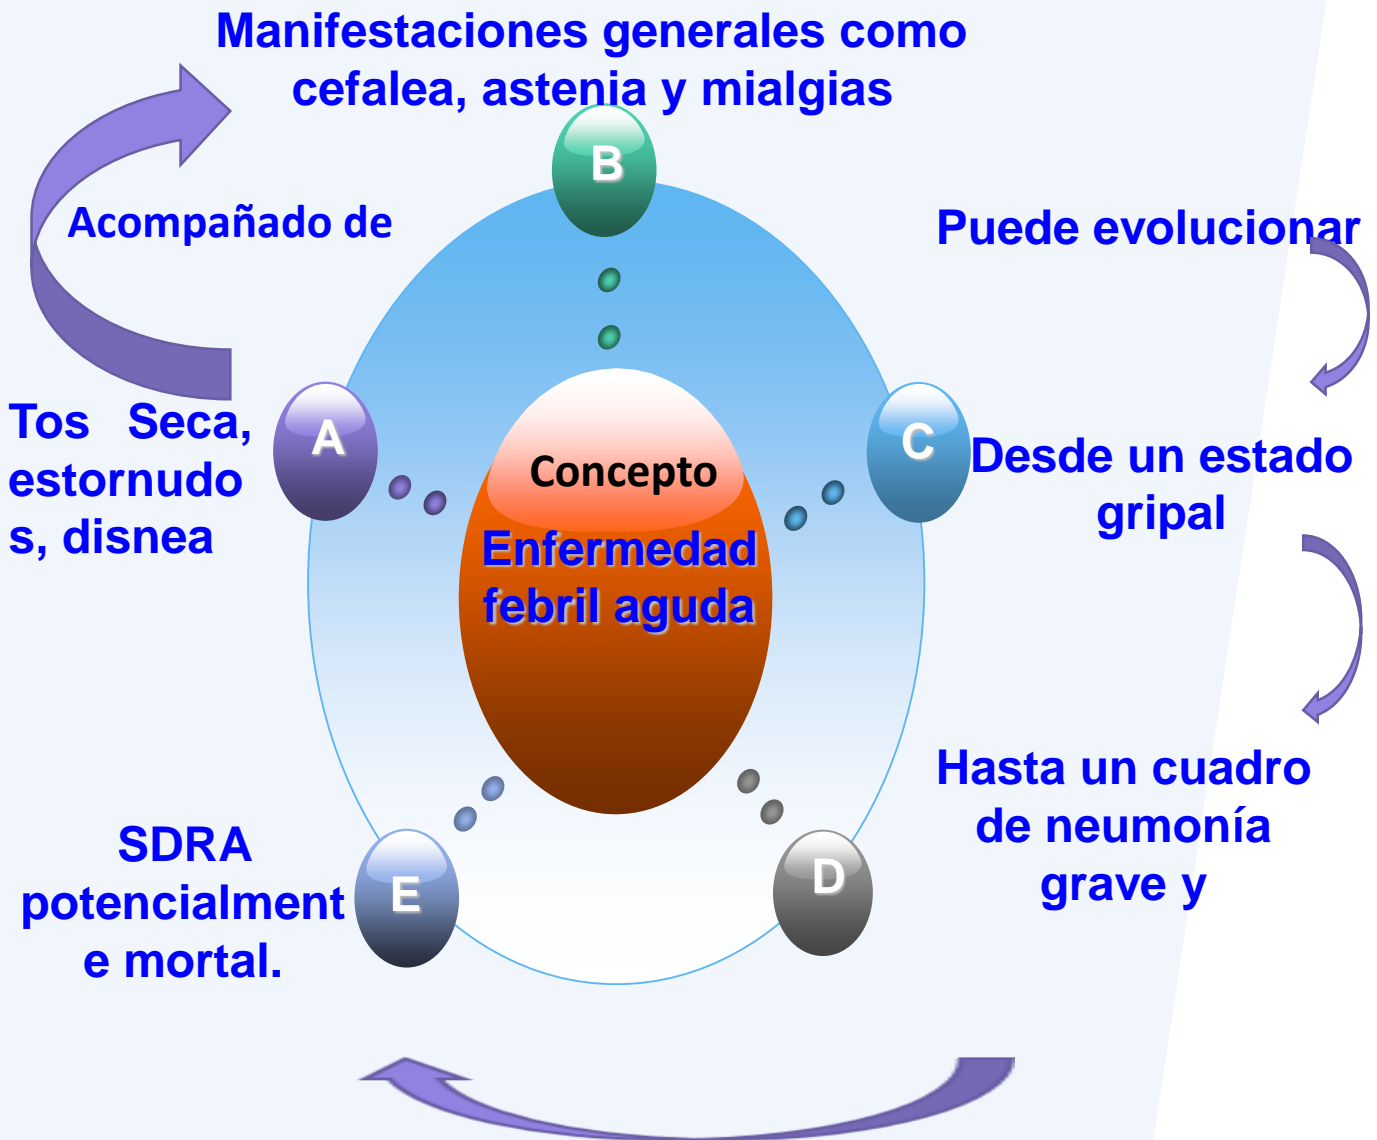 Manifestaciones generales como
cefalea, astenia y mialgias
B
Acompañado de
Puede evolucionar
A
Tos Seca,
estornudo
s, disnea
Concepto
Enfermedad
febril aguda
C
Desde un estado
gripal
Hasta un cuadro
de neumonía
grave y
D
E
SDRA
potencialment
e mortal.